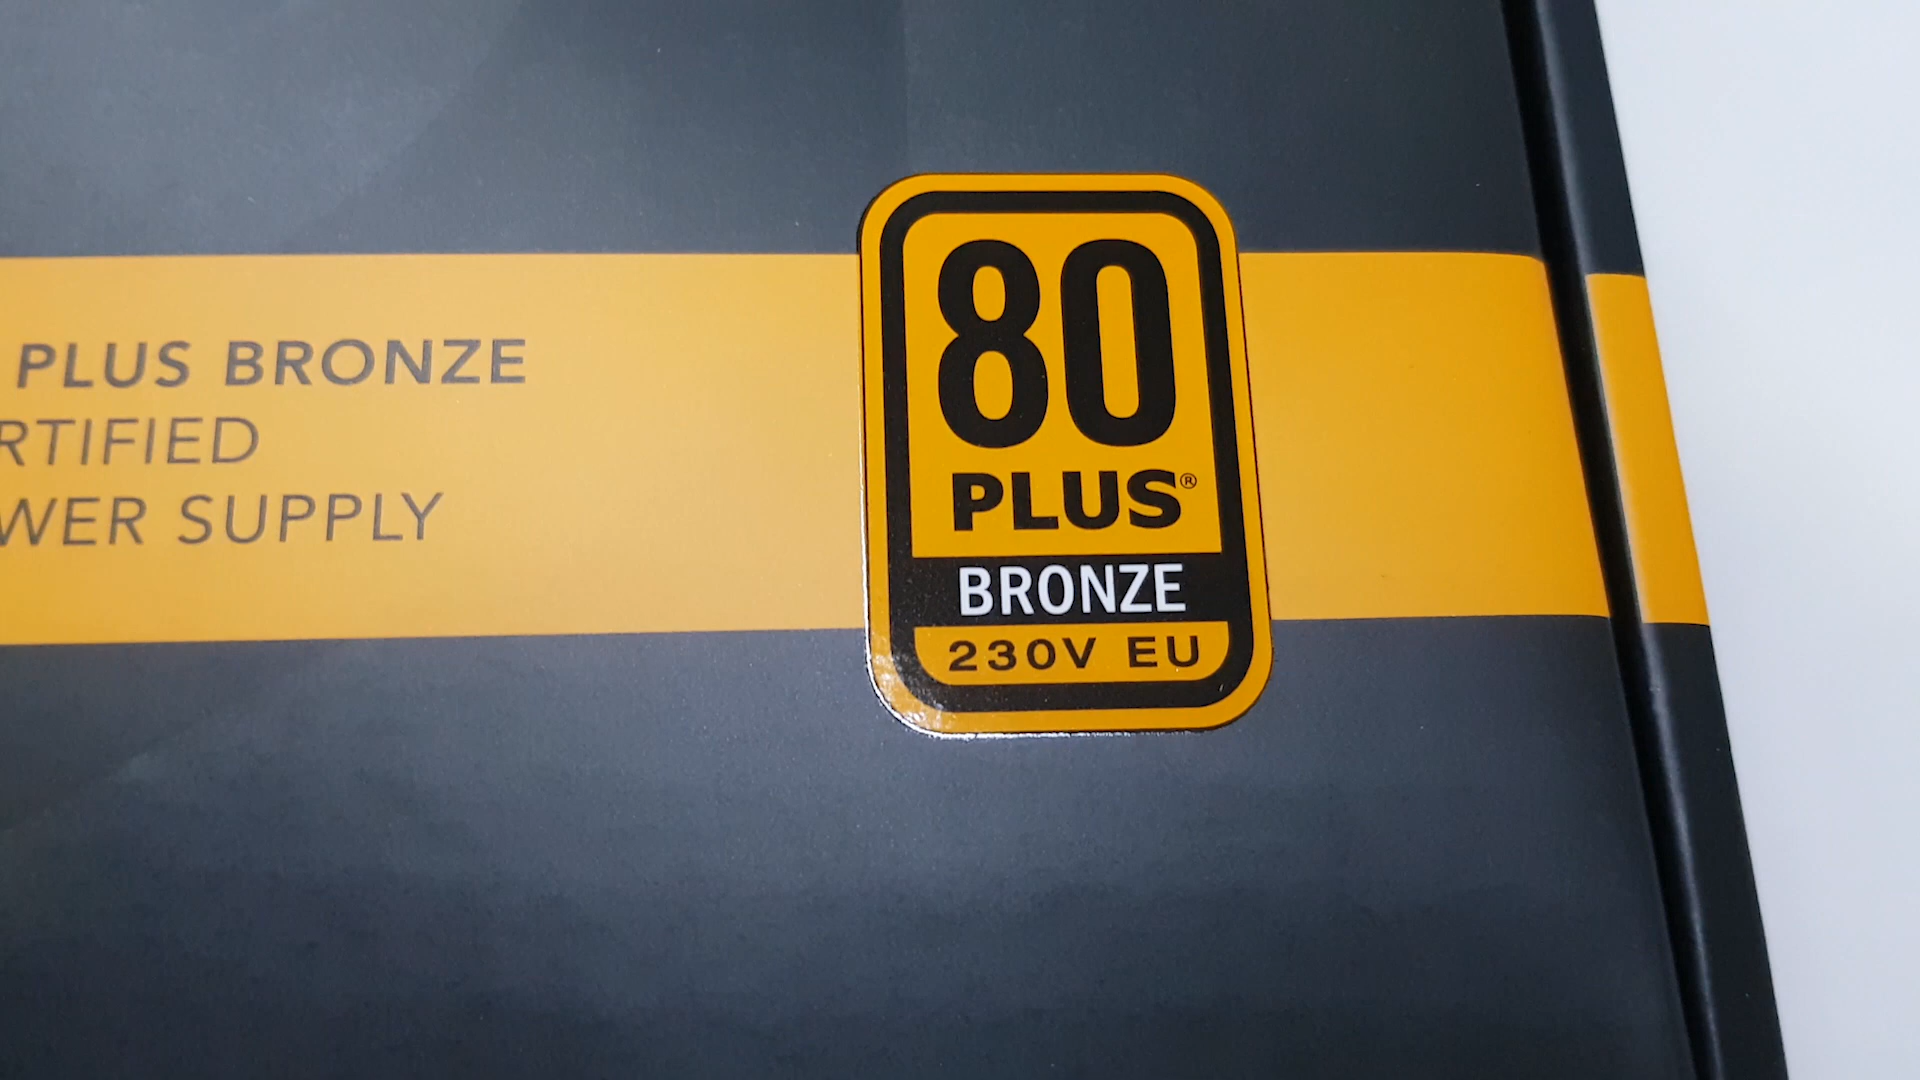 PLUS BRONZE
RTIFIED
WER SUPPLY
80
PLUS®
BRONZE
230V EU